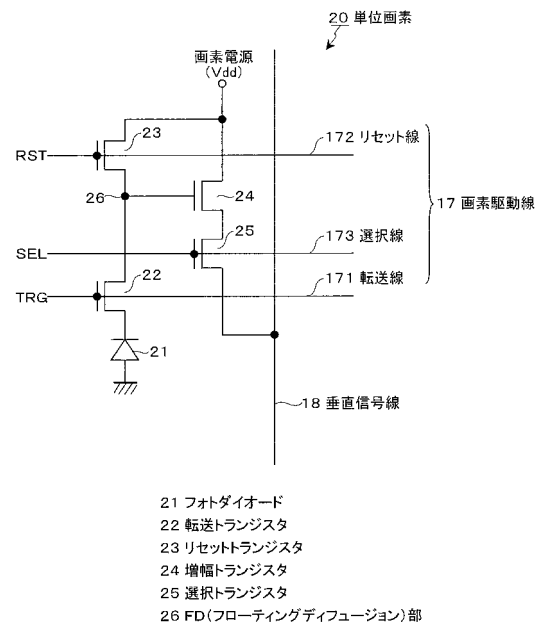 20 単位画素
画素電源
(Vdd)
23
172 リセット線
RST
26
24
17 画素駆動線
25
173 選択線
SEL
22
171 転送線
TRG
21
18 垂直信号線
21 フォトダイオード
22 転送トランジスタ
23 リセットトランジスタ
24 増幅トランジスタ
25 選択トランジスタ
26 FD(フローティングディフュージョン)部